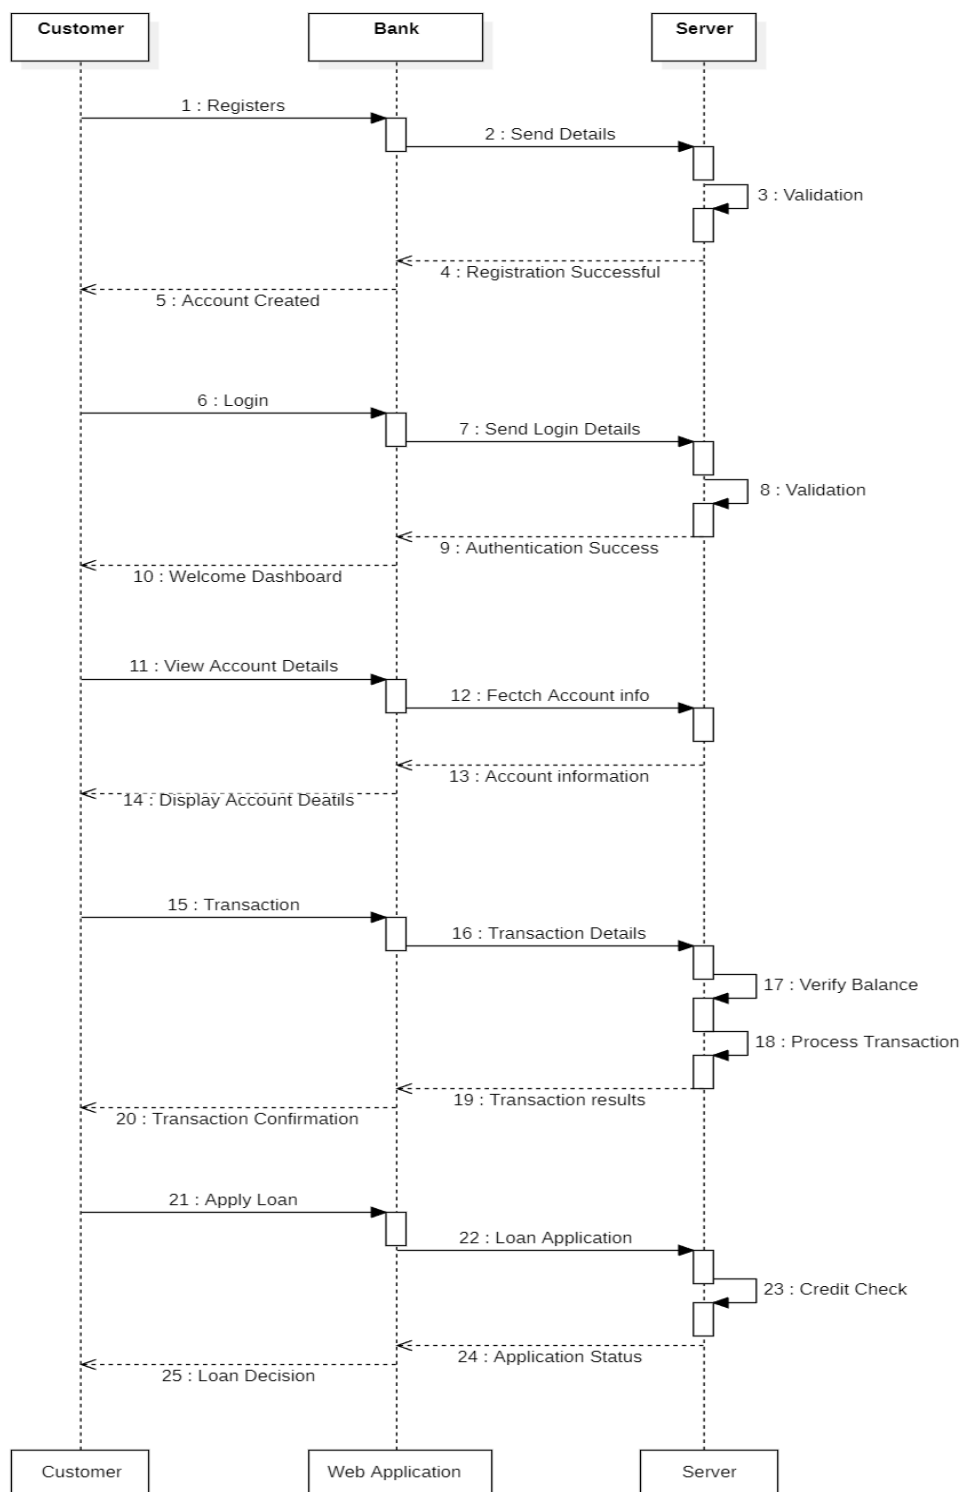 Customer
Bank
Server
1 : Registers
2 : Send Details
3 : Validation
4 : Registration Successful
5 : Account Created
6 : Login
7 : Send Login Details
8 : Validation
9 : Authentication Success
10 : Welcome Dashboard
11 : View Account Details
12 : Fectch Account info
13 : Account information
14 : Display Account Deatils
15 : Transaction
16 : Transaction Details
17 : Verify Balance
18 : Process Transaction
19 : Transaction results
20 : Transaction Confirmation
21 : Apply Loan
22 : Loan Application
23 : Credit Check
24 : Application Status
25 : Loan Decision
Customer
Web Application
Server